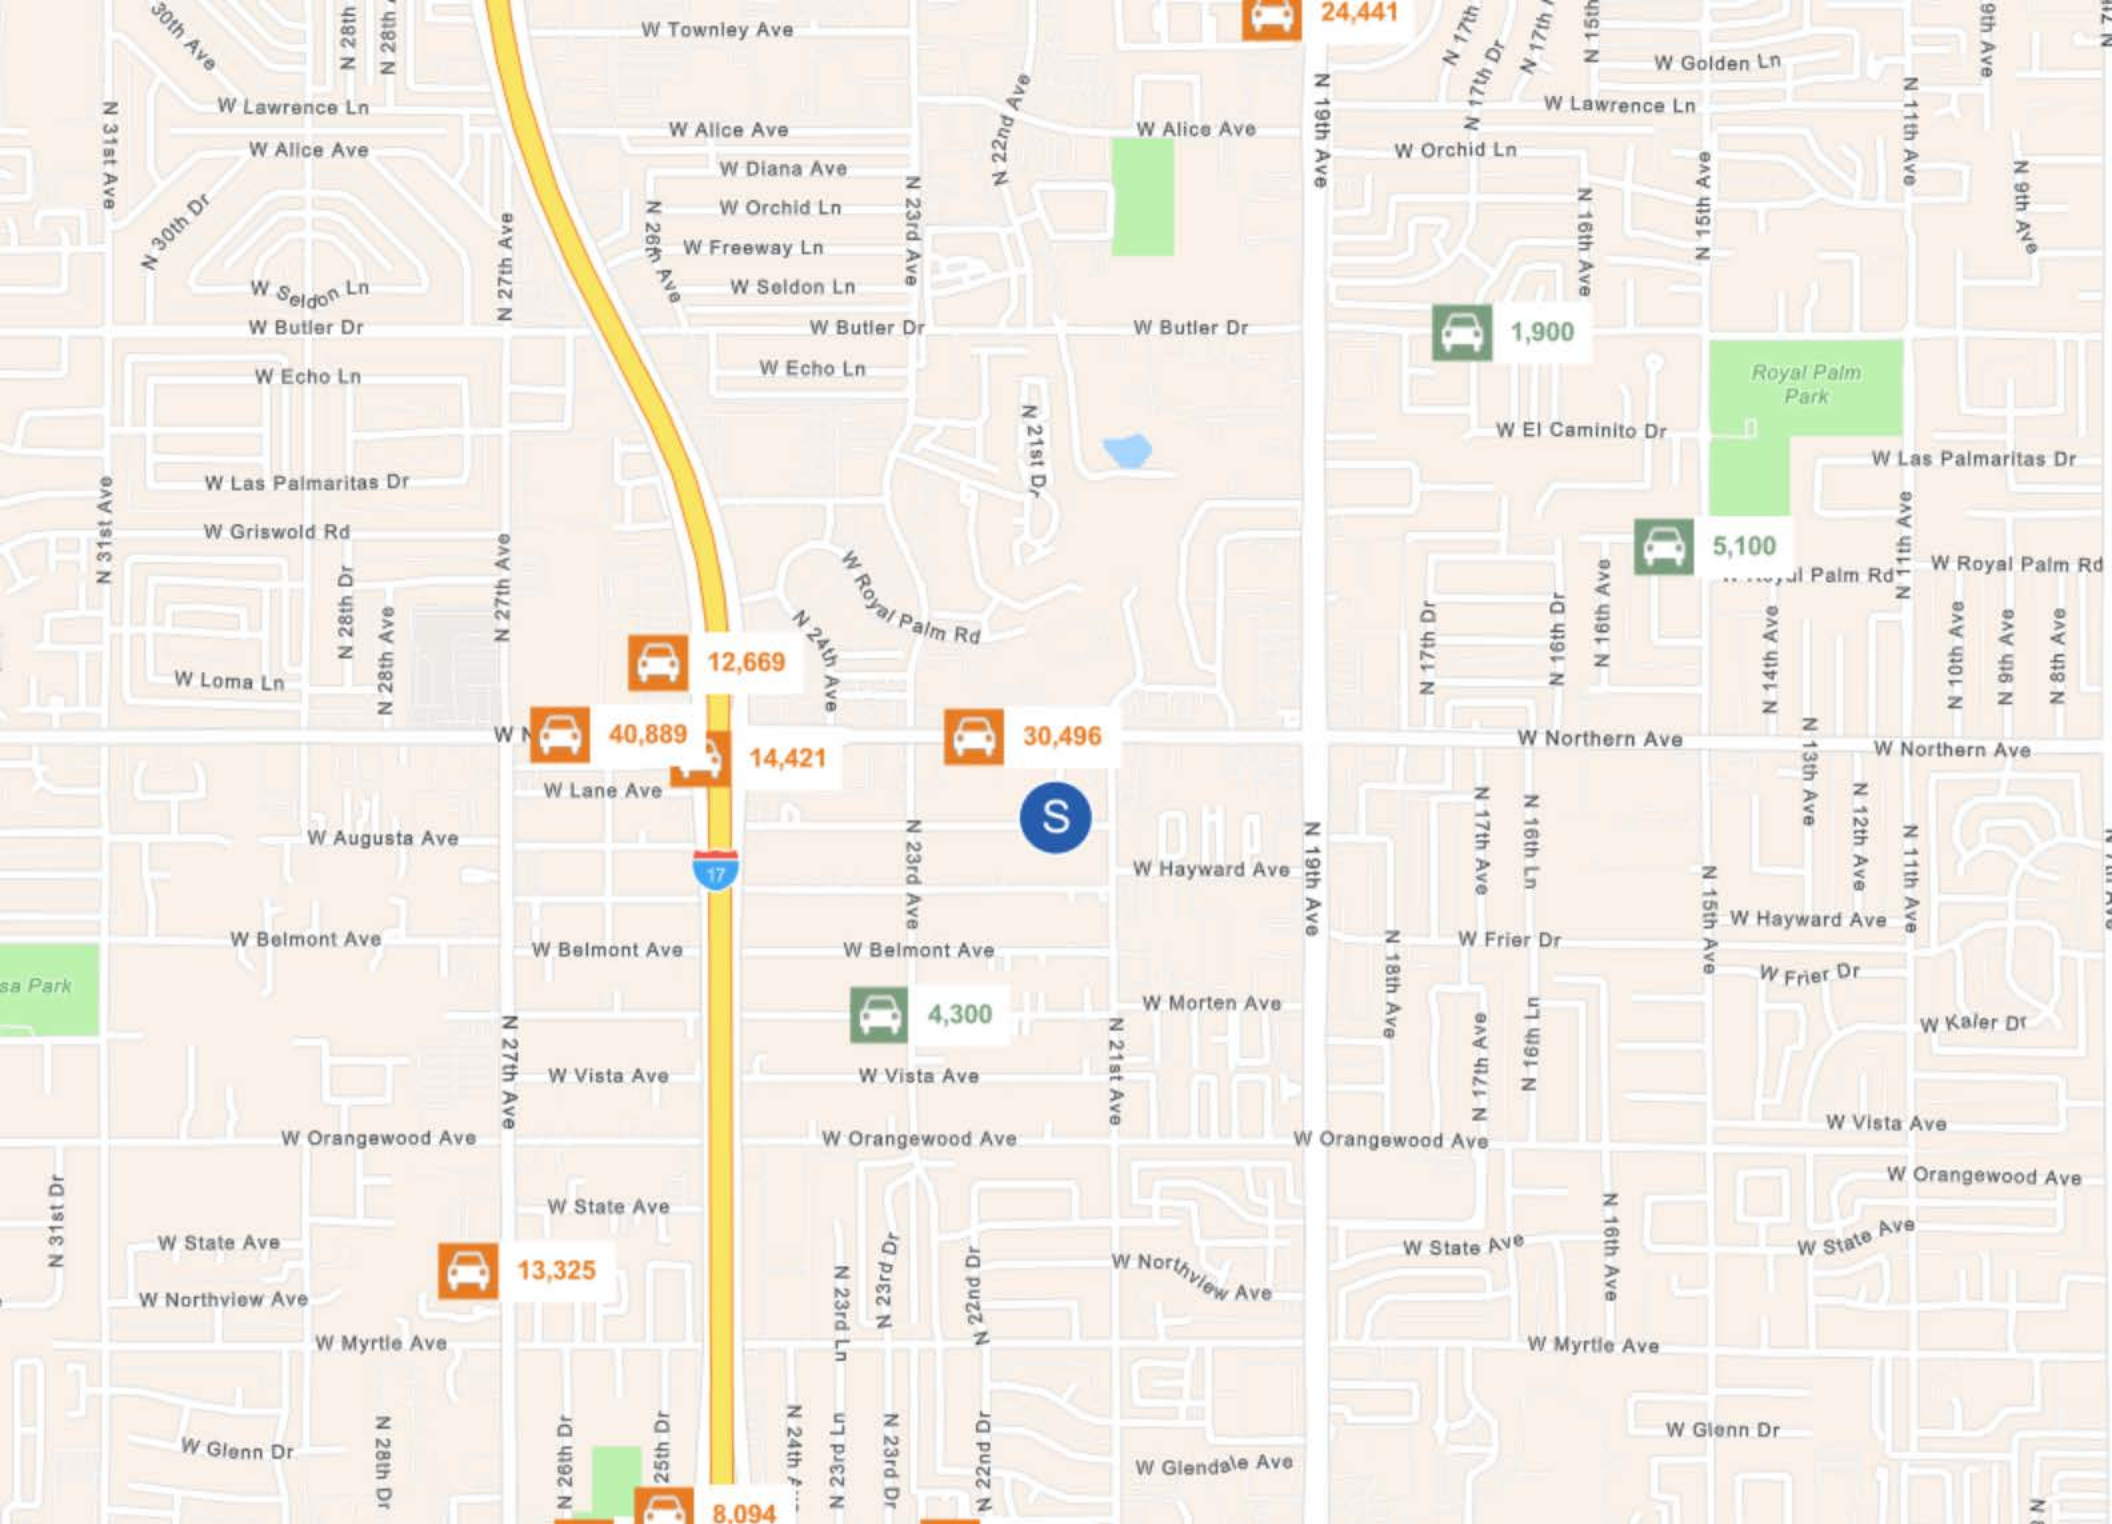 30th Ave
N 28th
N 28th
W Townley Ave
24,441
N 17th
N 17th Dr
N 17th
N 15th
9th Ave
W Golden Ln
N 31st Ave
W Lawrence Ln
N 22nd Ave
N 19th Ave
W Lawrence Ln
N 11th Ave
W Alice Ave
W Alice Ave
W Alice Ave
W Orchid Ln
W Diana Ave
N 15th Ave
N 9th Ave
N 30th Dr
N 27th Ave
N 26th Ave
W Orchid Ln
N 23rd Ave
N 16th Ave
W Freeway Ln
W Seldon Ln
W Seldon Ln
W Butler Dr
W Butler Dr
W Butler Dr
1,900
W Echo Ln
W Echo Ln
Royal Palm
Park
N 21st Dr
W El Caminito Dr
W Las Palmaritas Dr
W Las Palmaritas Dr
N 31st Ave
W Griswold Rd
N 27th Ave
5,100
N 11th Ave
W Royal Palm Rd
Palm Rd
N 28th Dr
N 28th Ave
W Royal Palm Rd
N 24th Ave
N 17th Dr
N 16th Dr
N 16th Ave
N 14th Ave
N 10th Ave
N 9th Ave
N 8th Ave
12,669
W Loma Ln
W N
40,889
30,496
W Northern Ave
N 13th Ave
W Northern Ave
14,421
W Lane Ave
S
N 17th Ave
N 16th Ln
N 12th Ave
W Augusta Ave
N 23rd Ave
N 19th Ave
N 11th Ave
17
W Hayward Ave
N 15th Ave
W Hayward Ave
W Belmont Ave
W Belmont Ave
W Belmont Ave
N 18th Ave
W Frier Dr
W Frier Dr
sa Park
4,300
W Morten Ave
N 17th Ave
N 16th Ln
W Kaler Dr
N 27th Ave
N 21st Ave
W Vista Ave
W Vista Ave
W Vista Ave
W Orangewood Ave
W Orangewood Ave
W Orangewood Ave
W Orangewood Ave
N 31st Dr
W State Ave
W State Ave
W State Ave
W State Ave
N 16th Ave
13,325
N 23rd Ln
N 23rd Dr
N 22nd Dr
W Northview Ave
W Northview Ave
W Myrtle Ave
W Myrtle Ave
W Glenn Dr
N 28th Dr
N 26th Dr
25th Dr
N 24th A
N 23rd Ln
N 23rd Dr
N 22nd Dr
W Glendale Ave
W Glenn Dr
8,094